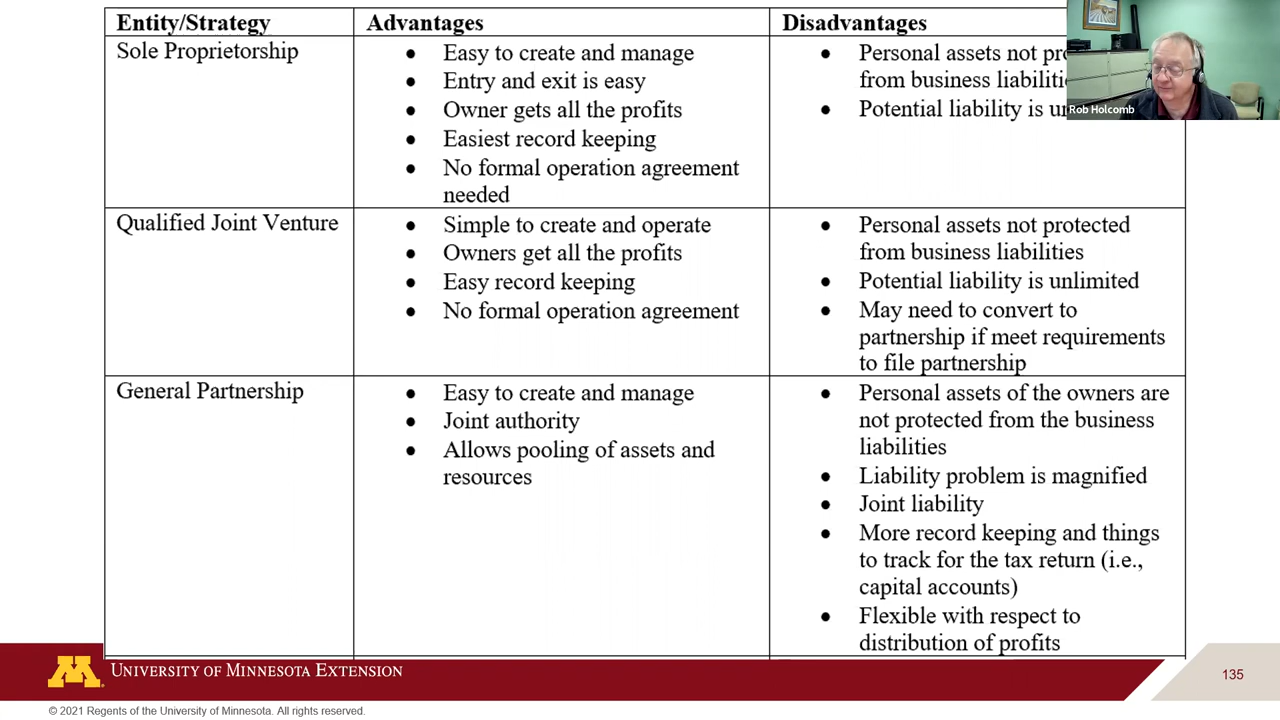 Entity/Strategy
Advantages
Disadvantages
Sole Proprietorship
• Easy to create and manage
• Entry and exit is easy
• Owner gets all the profits
• Easiest record keeping
• No formal operation agreement
needed
• Personal assets not
from business
• Potential liability is
Rob Holcomb
Qualified Joint Venture
• Simple to create and operate
• Owners get all the profits
• Easy record keeping
• No formal operation agreement
• Personal assets not protected
from business liabilities
• Potential liability is unlimited
• May need to convert to
partnership if meet requirements
to file partnership
General Partnership
• Easy to create and manage
• Joint authority
• Allows pooling of assets and
resources
• Personal assets of the owners are
not protected from the business
liabilities
• Liability problem is magnified
• Joint liability
• More record keeping and things
to track for the tax return (i.e.,
capital accounts)
• Flexible with respect to
distribution of profits
M
UNIVERSITY OF MINNESOTA EXTENSION
135
© 2021 Regents of the University of Minnesota. All rights reserved.